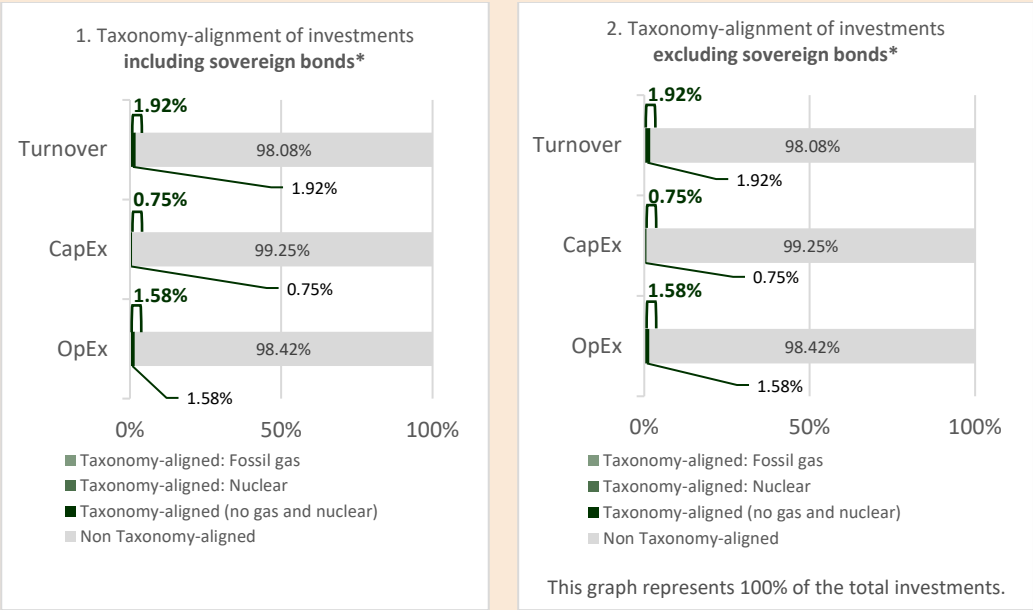 1. Taxonomy-alignment of investments
including sovereign bonds*
1.92%
Turnover
98.08%
1.92%
0.75%
CapEx
99.25%
0.75%
1.58%
OpEx
98.42%
1.58%
0%
50%
100%
Taxonomy-aligned: Fossil gas
Taxonomy-aligned: Nuclear
Taxonomy-aligned (no gas and nuclear)
Non Taxonomy-aligned
2. Taxonomy-alignment of investments
excluding sovereign bonds*
1.92%
Turnover
98.08%
1.92%
0.75%
CapEx
99.25%
0.75%
1.58%
OpEx
98.42%
1.58%
0%
50%
100%
Taxonomy-aligned: Fossil gas
Taxonomy-aligned: Nuclear
Taxonomy-aligned (no gas and nuclear)
Non Taxonomy-aligned
This graph represents 100% of the total investments.